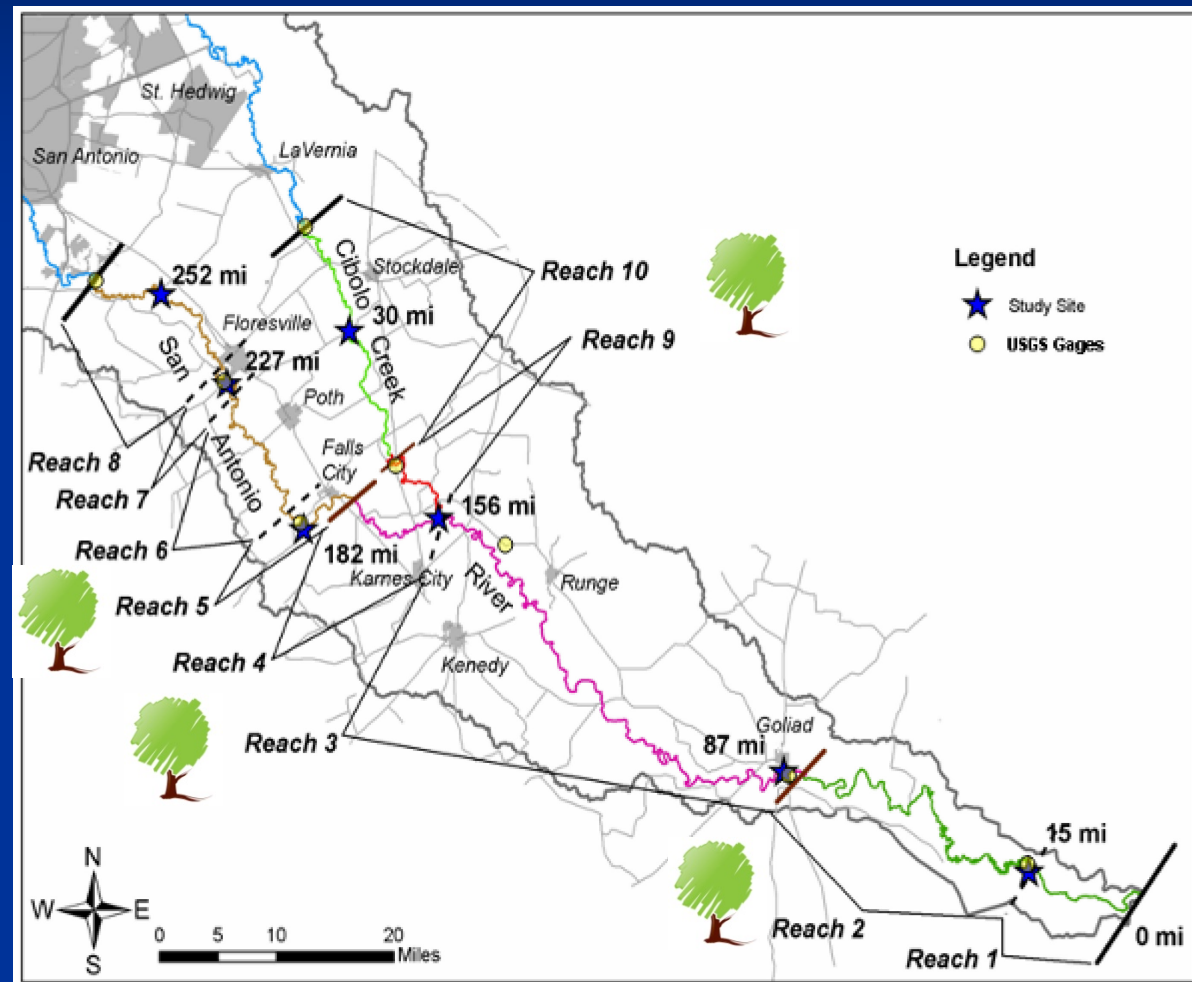 St. Hedwig
San Antonio
LaVernia
Cibolo Creek
Stockdale
Reach 10
252 mi
30 mi
Floresville
Reach 9
227 mi
San Antonio River
Poth
Reach 8
Falls
City
Reach 7
156 mi
Reach 6
182 mi
Karnes City
Runge
Reach 5
Reach 4
Kenedy
Reach 3
Goliad
87 mi
15 mi
Reach 2
0 mi
Reach 1
Legend
Study Site
USGS Gages
N
W E
S
0 5 10 20
Miles